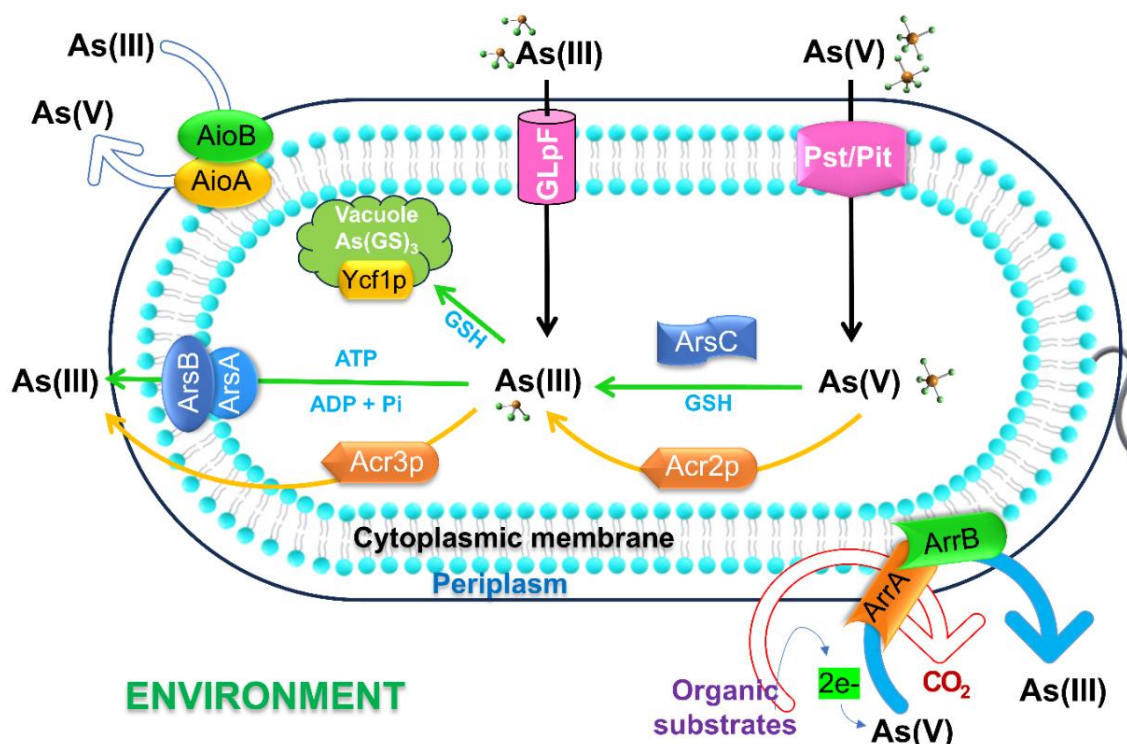 As(III)
As(III)
As(V)
As(V)
AioB
AioA
GLpF
Pst/Pit
Vacuole
As(GS)₃
Ycf1p
GSH
ArsC
ATP
As(III)
ArsB
ArsA
As(III)
As(V)
ADP + Pi
GSH
Acr3p
Acr2p
Cytoplasmic membrane
Periplasm
ArrB
ArrA
ENVIRONMENT
Organic
substrates
2e-
CO₂
As(III)
As(V)